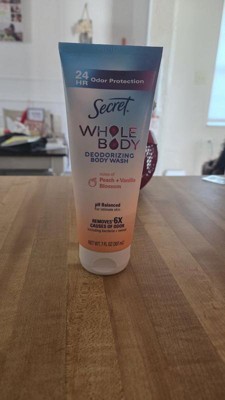 24 HR Odor Protection
Secret.
WHOLE
BODY
DEODORIZING
BODY WASH
Peach + Vanilla
Blossom
pH Balanced
REMOVES 6X
CAUSES OF ODOR